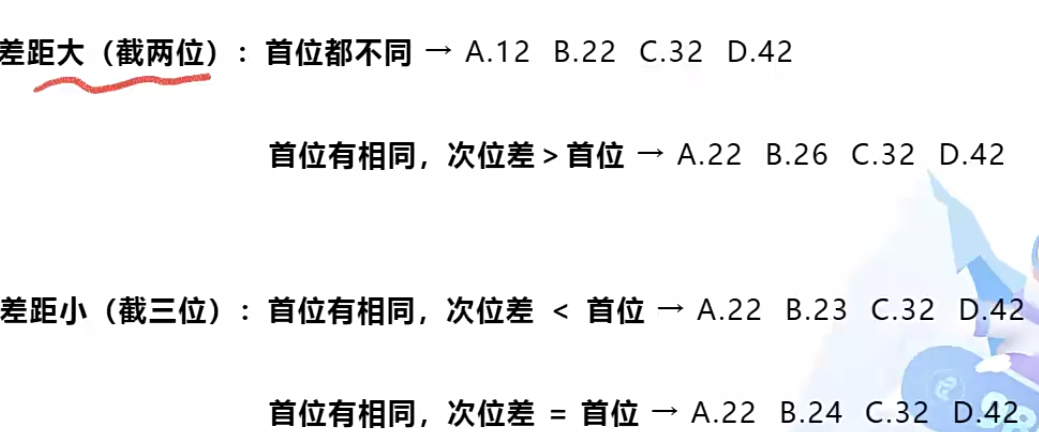 差距大（截两位）：首位都不同 → A.12 B.22 C.32 D.42
首位有相同，次位差 > 首位 → A.22 B.26 C.32 D.42
差距小（截三位）：首位有相同，次位差 < 首位 → A.22 B.23 C.32 D.42
首位有相同，次位差 = 首位 → A.22 B.24 C.32 D.42